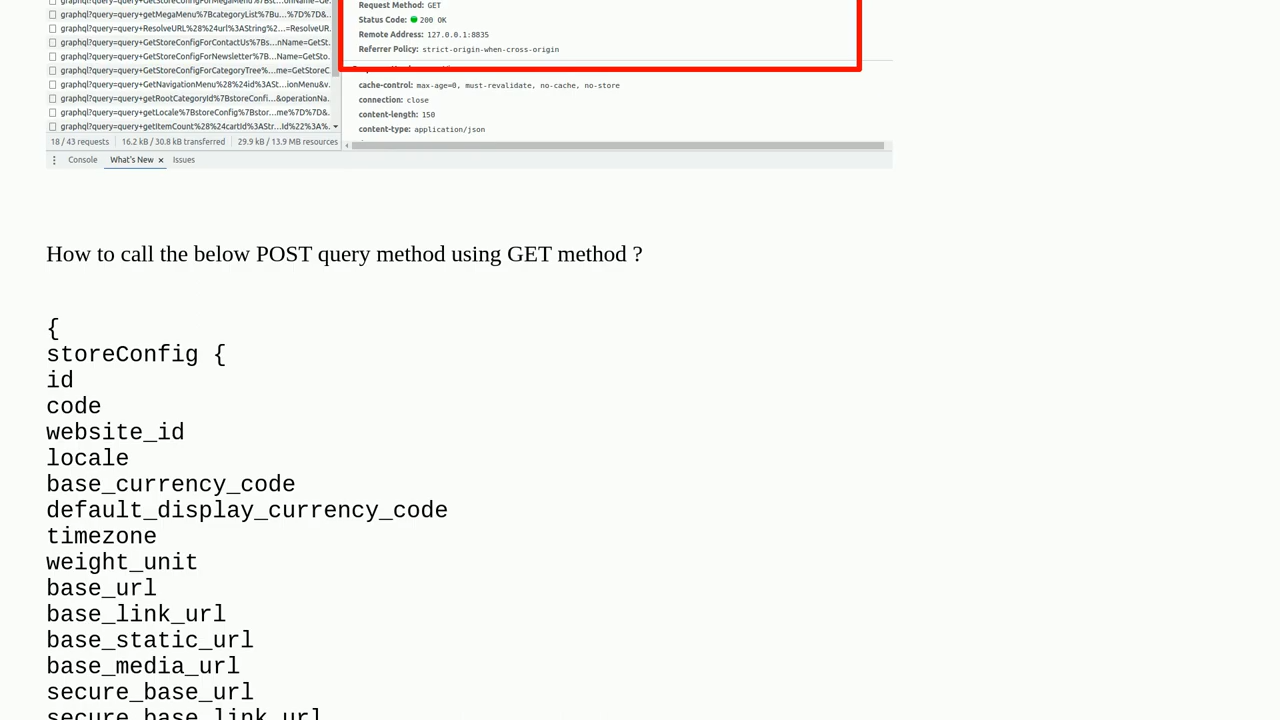 graphql?query=query+getMegaMenu%7BcategoryList%7Bu...%7D%7D&..
graphql?query=query+ResolveURL%28%24url%3AString%2...=ResolveUR.
graphql?query=query+GetStoreConfigForContactUs%7Bs...nName=GetSt.
graphql?query=query+GetStoreConfigForNewsletter%7B...Name=GetSto.
graphql?query=query+GetStoreConfigForCategoryTree%...me=GetStoreC
graphql?query=query+GetNavigationMenu%28%24id%3ASt...ionMenu&v.
graphql?query=query+getRootCategoryId%7BstoreConfi...&operationNa.
graphql?query=query+getLocale%7BstoreConfig%7Bstor...me%7D%7D&.
graphql?query=query+getItemCount%28%24cartId%3AStr...Id%22%3A%.
18 / 43 requests 16.2 kB / 30.8 kB transferred 29.9 kB / 13.9 MB resources
Request Method: GET
Status Code: 200 OK
Remote Address: 127.0.0.1:8835
Referrer Policy: strict-origin-when-cross-origin
cache-control: max-age=0, must-revalidate, no-cache, no-store
connection: close
content-length: 150
content-type: application/json
Console What's New × Issues
How to call the below POST query method using GET method ?
{
storeConfig {
id
code
website_id
locale
base_currency_code
default_display_currency_code
timezone
weight_unit
base_url
base_link_url
base_static_url
base_media_url
secure_base_url
secure_base_link_url